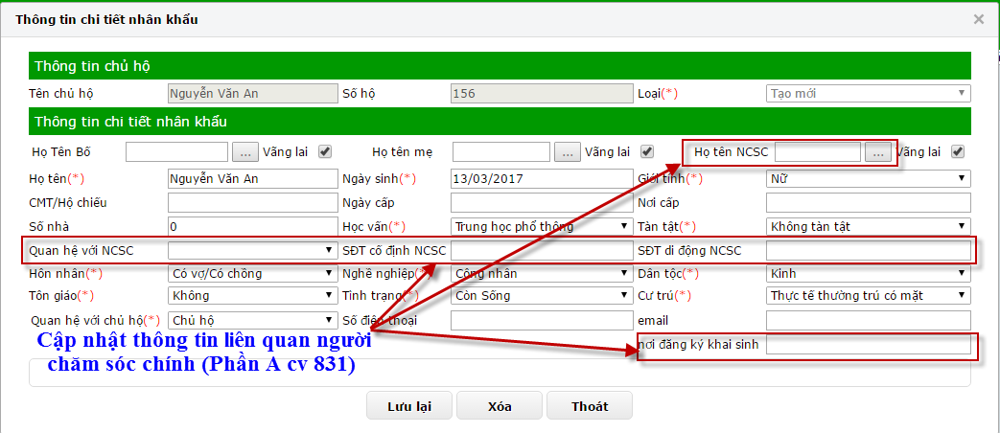 Thông tin chi tiết nhân khẩu ×
Thông tin chủ hộ
Tên chủ hộ Nguyễn Văn An Số hộ 156 Loại(*) Tạo mới
Thông tin chi tiết nhân khẩu
Họ Tên Bố ... Vãng lai Họ tên mẹ ... Vãng lai Họ tên NCSC ... Vãng lai
Họ tên(*) Nguyễn Văn An Ngày sinh(*) 13/03/2017 Giới tính(*) Nữ
CMT/Hộ chiếu Ngày cấp Nơi cấp
Số nhà 0 Học vấn(*) Trung học phổ thông Tàn tật(*) Không tàn tật
Quan hệ với NCSC SĐT cố định NCSC SĐT di động NCSC
Hôn nhân(*) Có vợ/Có chồng Nghề nghiệp(*) Công nhân Dân tộc(*) Kinh
Tôn giáo(*) Không Tình trạng(*) Còn Sống Cư trú(*) Thực tế thường trú có mặt
Quan hệ với chủ hộ(*) Chủ hộ Số điện thoại email
Cập nhật thông tin liên quan người
nơi đăng ký khai sinh
chăm sóc chính (Phần A cv 831)
Lưu lại Xóa Thoát